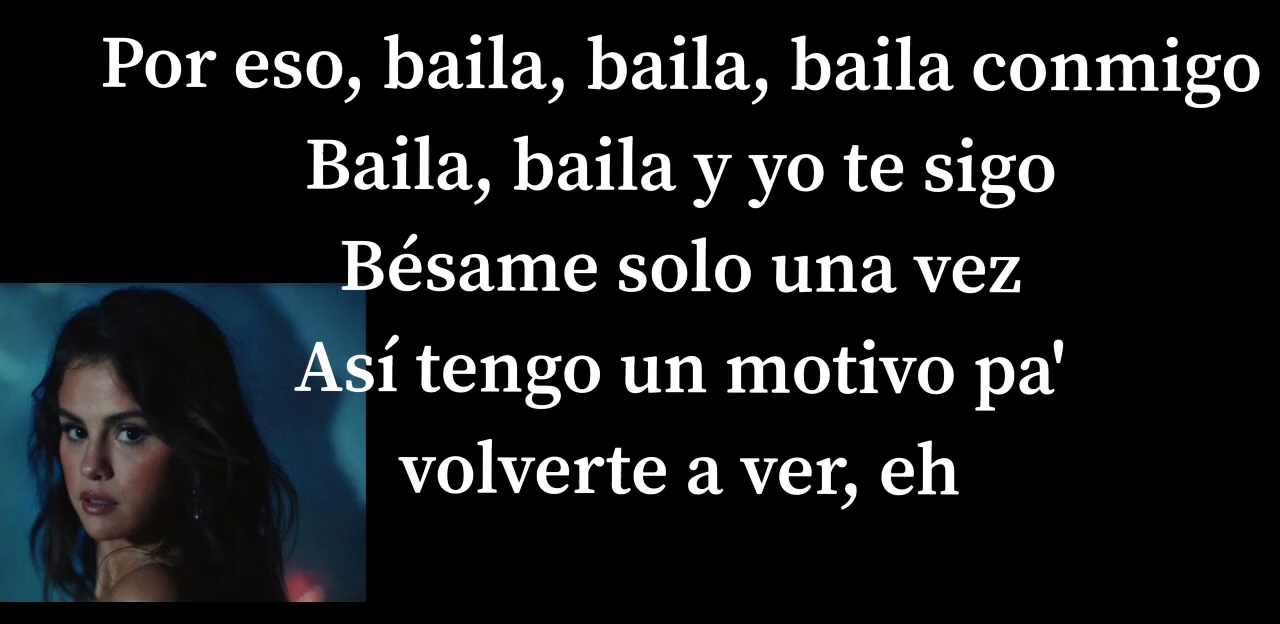 Por eso, baila, baila, baila conmigo
Baila, baila y yo te sigo
Bésame solo una vez
Así tengo un motivo pa'
volverte a ver, eh